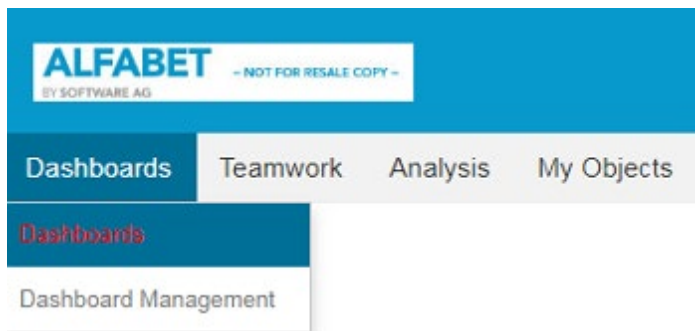 ALFABET – NOT FOR RESALE COPY –
BY SOFTWARE AG
Dashboards Teamwork Analysis My Objects
Dashboards
Dashboard Management